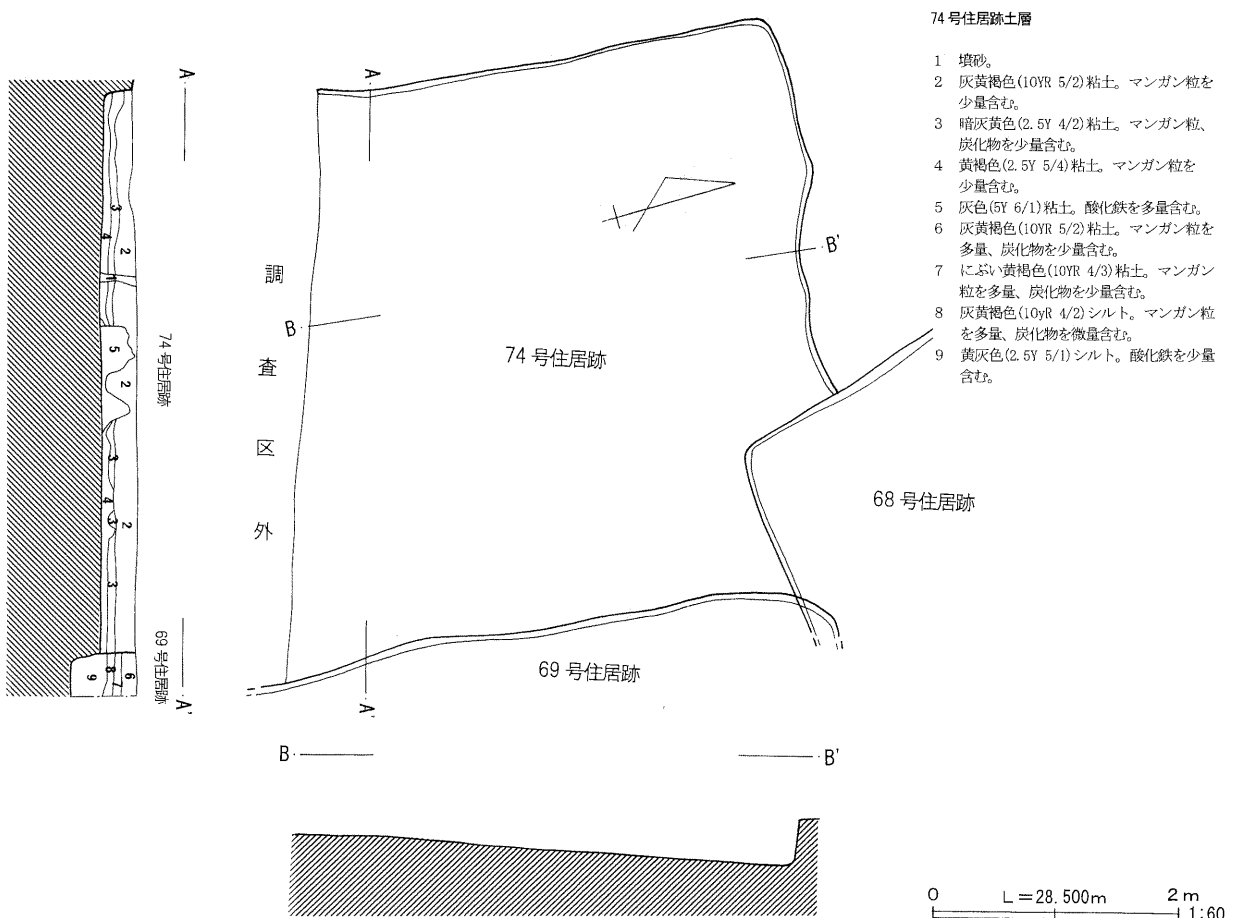 74号住居跡土層
1 墳砂。
2 灰黄褐色(10YR 5/2)粘土。マンガン粒を
少量含む。
3 暗灰黄色(2.5Y 4/2)粘土。マンガン粒、
炭化物を少量含む。
4 黄褐色(2.5Y 5/4)粘土。マンガン粒を
少量含む。
5 灰色(5Y 6/1)粘土。酸化鉄を多量含む。
6 灰黄褐色(10YR 5/2)粘土。マンガン粒を
多量、炭化物を少量含む。
7 にぶい黄褐色(10YR 4/3)粘土。マンガン
粒を多量、炭化物を少量含む。
8 灰黄褐色(10yR 4/2)シルト。マンガン粒
を多量、炭化物を微量含む。
9 黄灰色(2.5Y 5/1)シルト。酸化鉄を少量
含む。
A
A
3
4
2
1
5
2
3
4
3
2
3
8
7
6
9
74号住居跡
69号住居跡
A'
A'
調査区外
B
B'
74号住居跡
68号住居跡
69号住居跡
B
B'
0 L=28.500m 2m
1:60